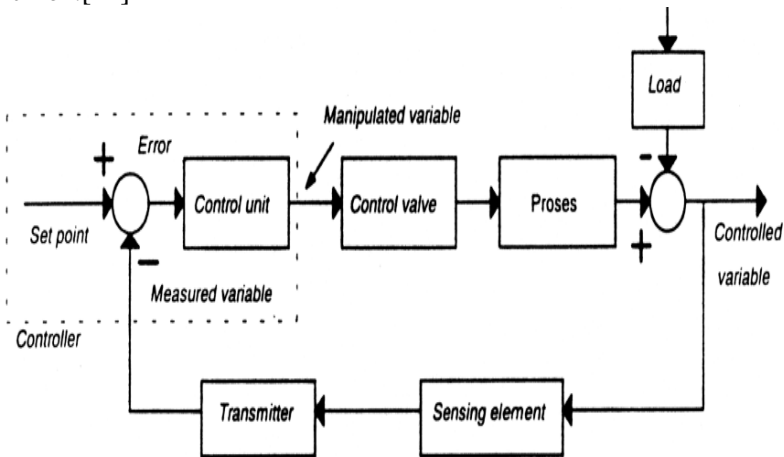 Load
Manipulated variable
Error
+
-
Control unit
Control valve
Proses
Set point
+
Controlled
variable
−
Measured variable
Controller
Transmitter
Sensing element